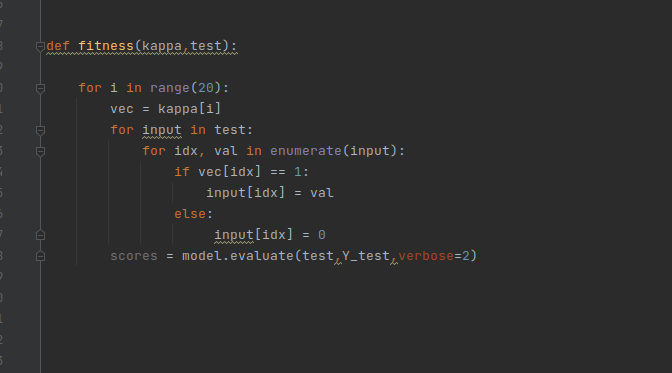 def fitness(kappa,test):
for i in range(20):
vec = kappa[i]
for input in test:
for idx, val in enumerate(input):
if vec[idx] == 1:
input[idx] = val
else:
input[idx] = 0
scores = model.evaluate(test,Y_test,verbose=2)